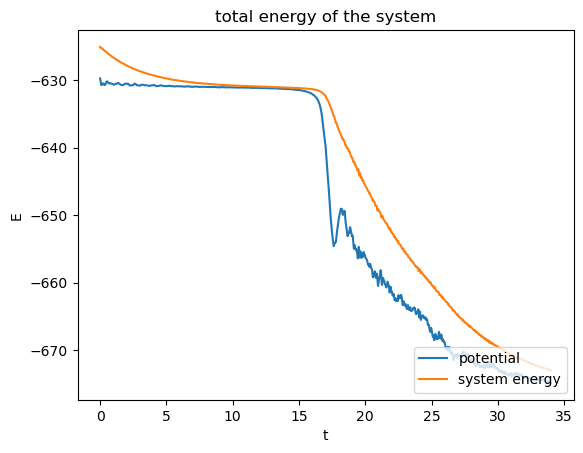 total energy of the system
E
−630
−640
−650
−660
−670
potential
system energy
0
5
10
15
20
25
30
35
t